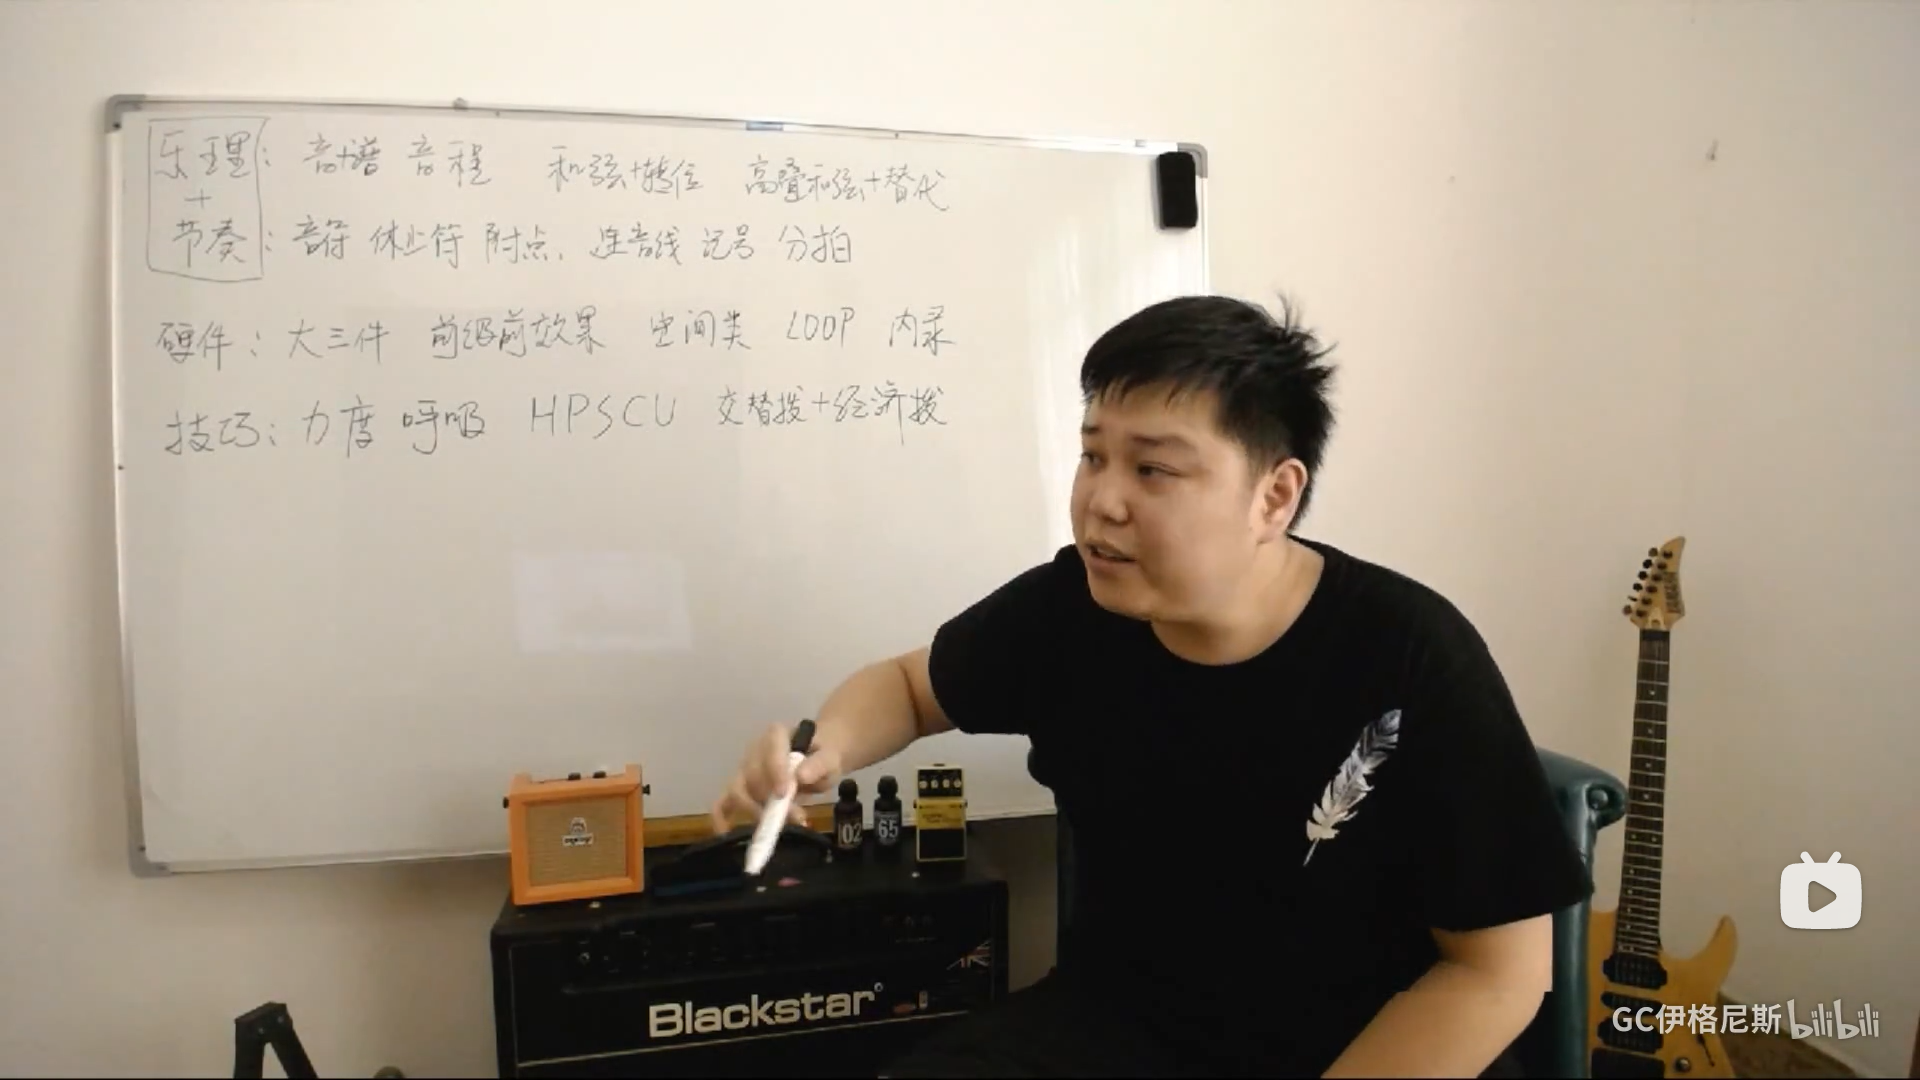 乐理: 音+谱 音程 和弦+转位 高叠和弦+替代
+
节奏: 音符 休止符 附点, 连音线 记号 分拍
硬件: 大三件 前级前效果 空间类 LOOP 内录
技巧: 力度 呼吸 HPSCU 交替拨+经济拨
102
65
Blackstar
GC伊格尼斯 bilibili